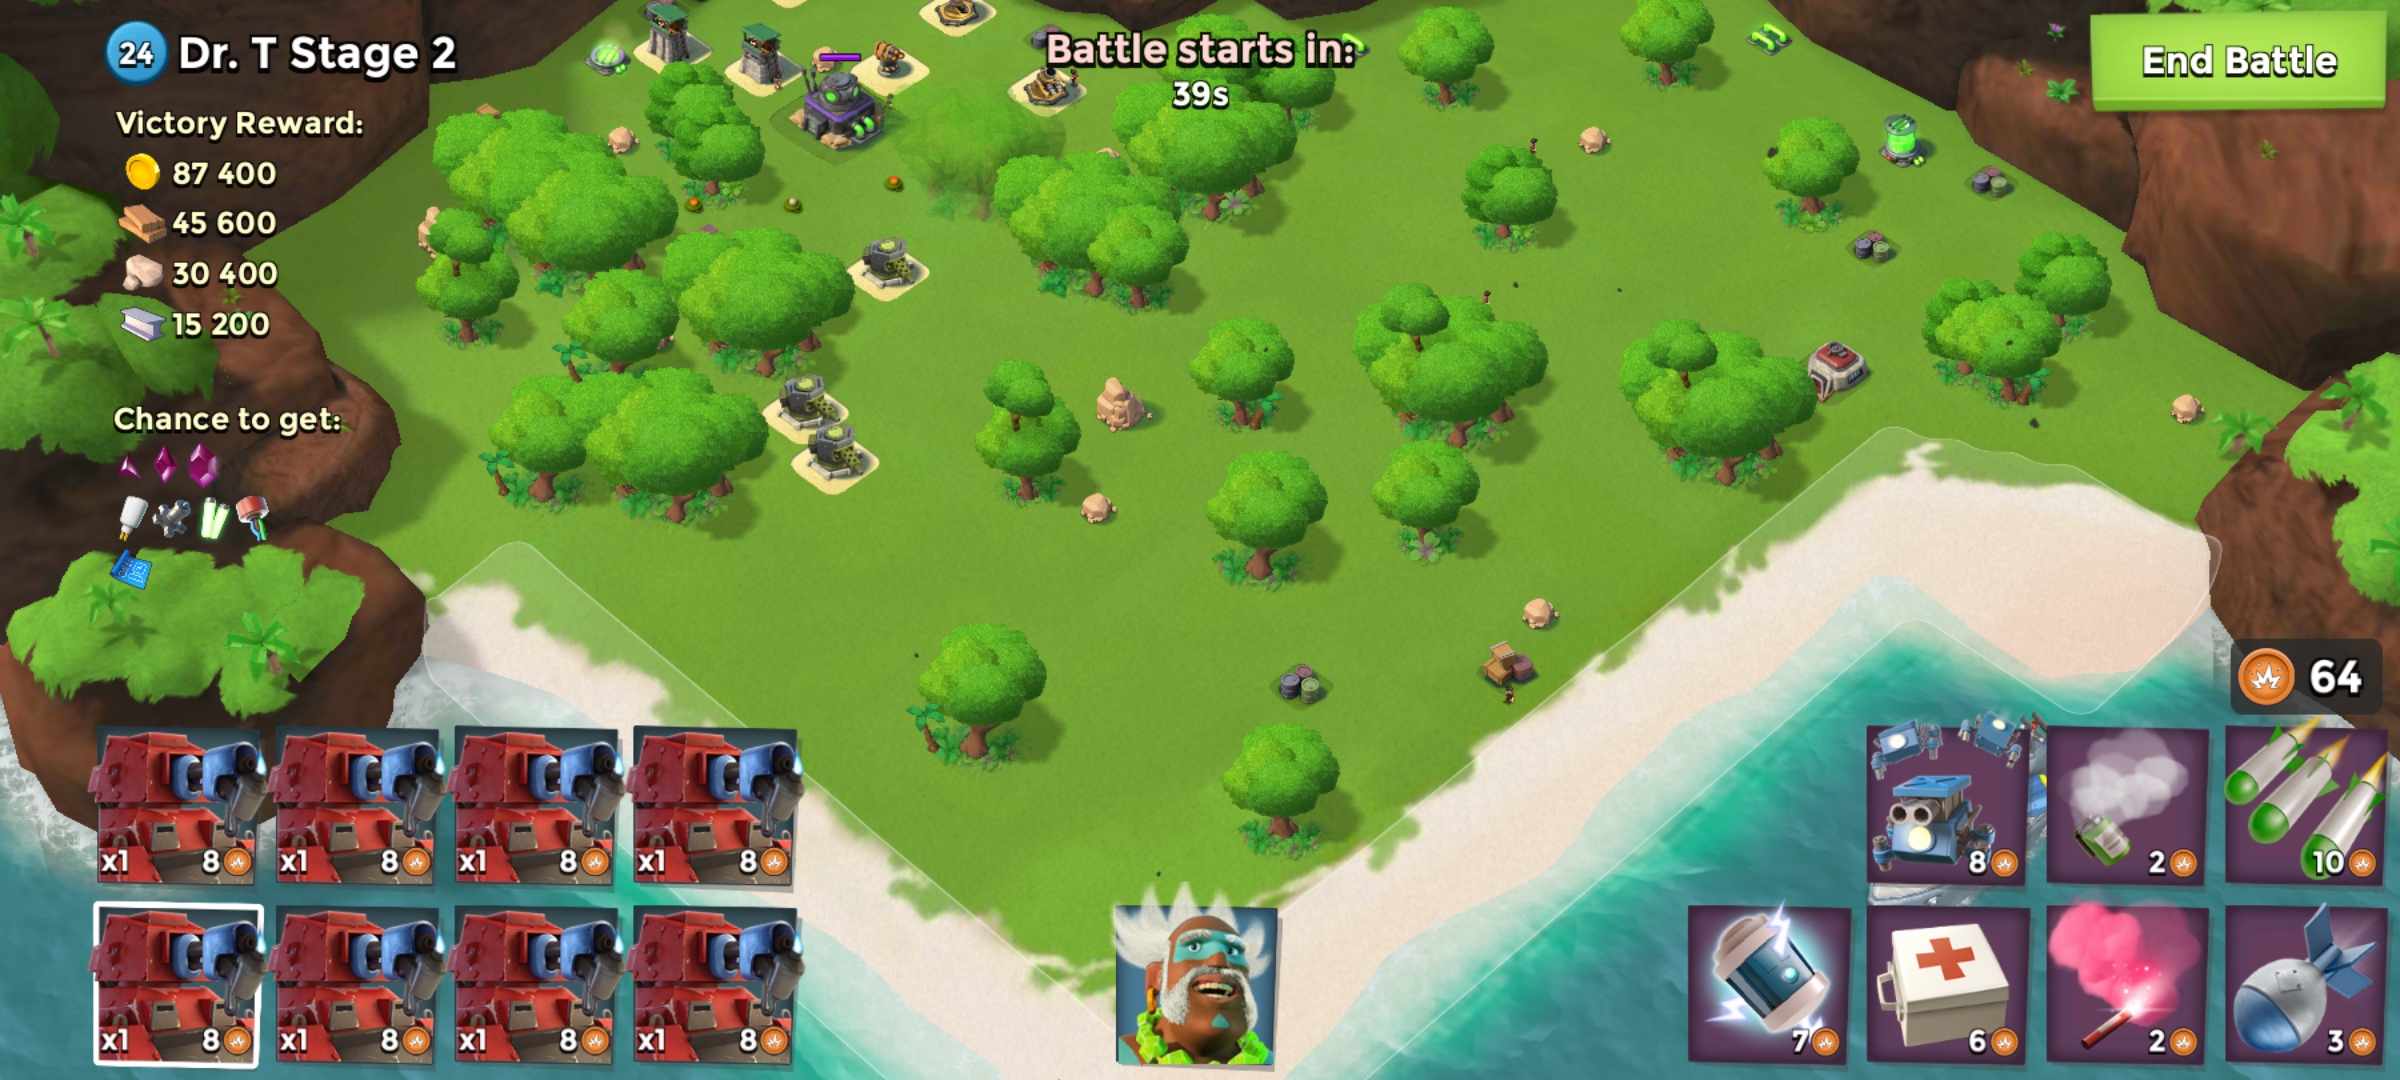 24 Dr. T Stage 2
Battle starts in:
39s
End Battle
Victory Reward:
87 400
45 600
30 400
15 200
Chance to get:
64
x1 8
x1 8
x1 8
x1 8
8
2
10
x1 8
x1 8
x1 8
x1 8
7
6
2
3